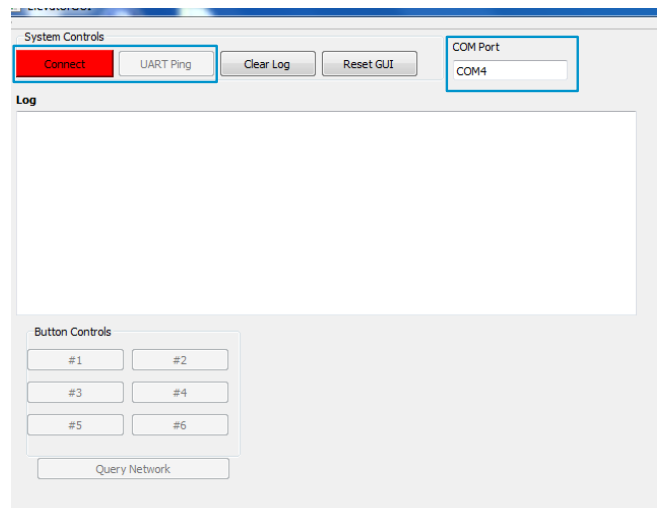 ElevatorGUI
System Controls
COM Port
Connect
UART Ping
Clear Log
Reset GUI
COM4
Log
Button Controls
#1
#2
#3
#4
#5
#6
Query Network